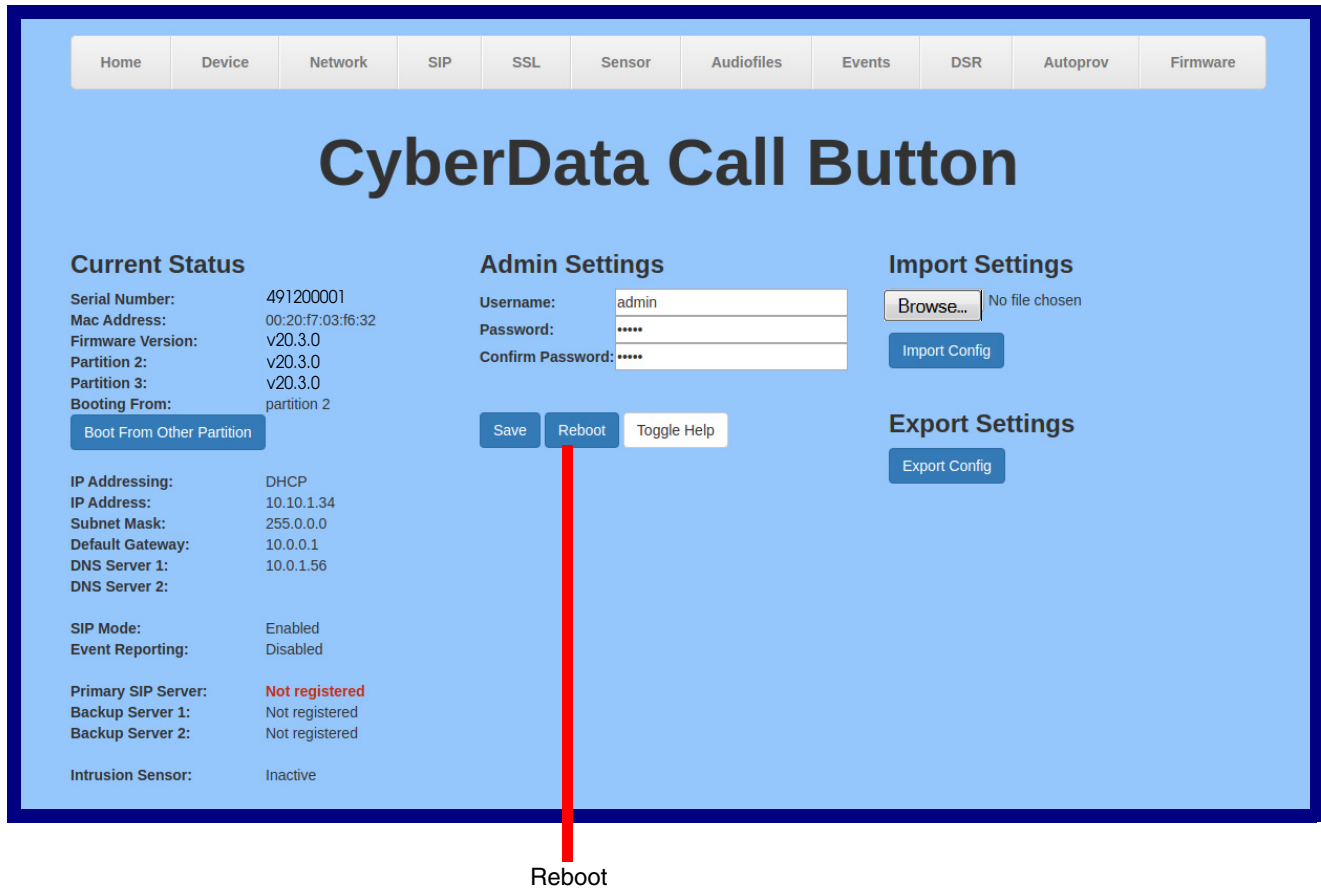 Home Device Network SIP SSL Sensor Audiofiles Events DSR Autoprov Firmware
CyberData Call Button
Current Status
Serial Number: 491200001
Mac Address: 00:20:f7:03:f6:32
Firmware Version: v20.3.0
Partition 2: v20.3.0
Partition 3: v20.3.0
Booting From: partition 2
Boot From Other Partition
IP Addressing: DHCP
IP Address: 10.10.1.34
Subnet Mask: 255.0.0.0
Default Gateway: 10.0.0.1
DNS Server 1: 10.0.1.56
DNS Server 2:
SIP Mode: Enabled
Event Reporting: Disabled
Primary SIP Server: Not registered
Backup Server 1: Not registered
Backup Server 2: Not registered
Intrusion Sensor: Inactive
Admin Settings
Username: admin
Password: •••••
Confirm Password: •••••
Save Reboot Toggle Help
Import Settings
Browse... No file chosen
Import Config
Export Settings
Export Config
Reboot